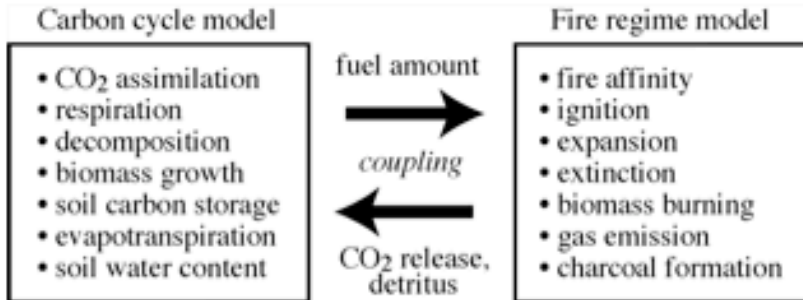 Carbon cycle model
• CO₂ assimilation
• respiration
• decomposition
• biomass growth
• soil carbon storage
• evapotranspiration
• soil water content
fuel amount
coupling
CO₂ release,
detritus
Fire regime model
• fire affinity
• ignition
• expansion
• extinction
• biomass burning
• gas emission
• charcoal formation